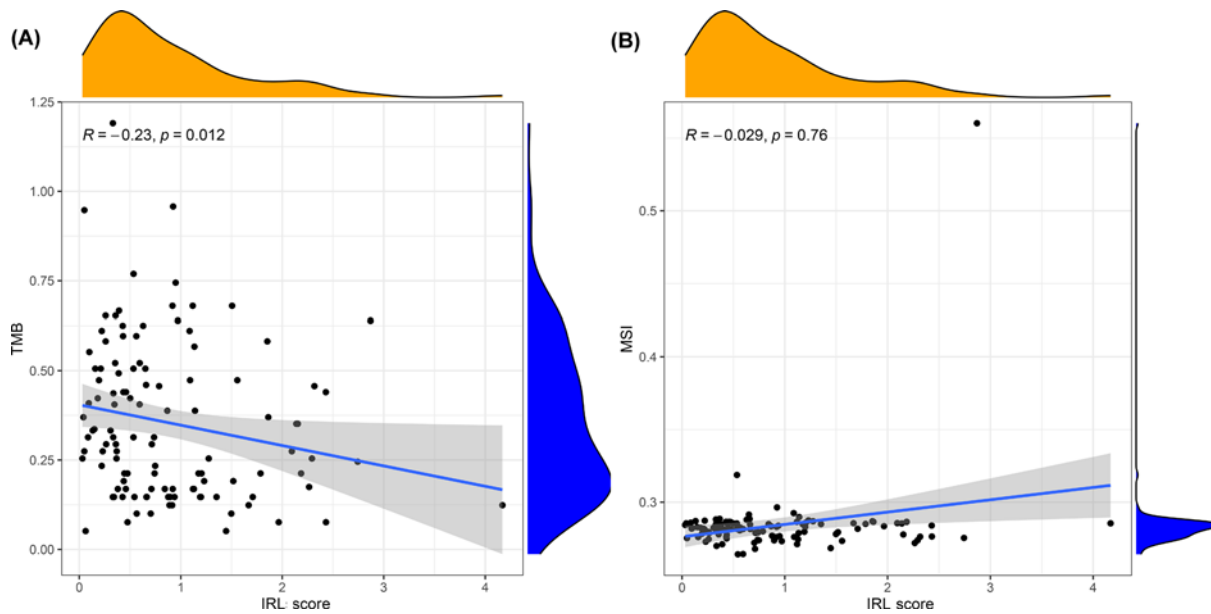 (A)
R = −0.23, p = 0.012
1.25
1.00
0.75
0.50
0.25
0.00
TMB
0 1 2 3 4
IRL score
(B)
R = −0.029, p = 0.76
0.5
0.4
0.3
MSI
0 1 2 3 4
IRL score